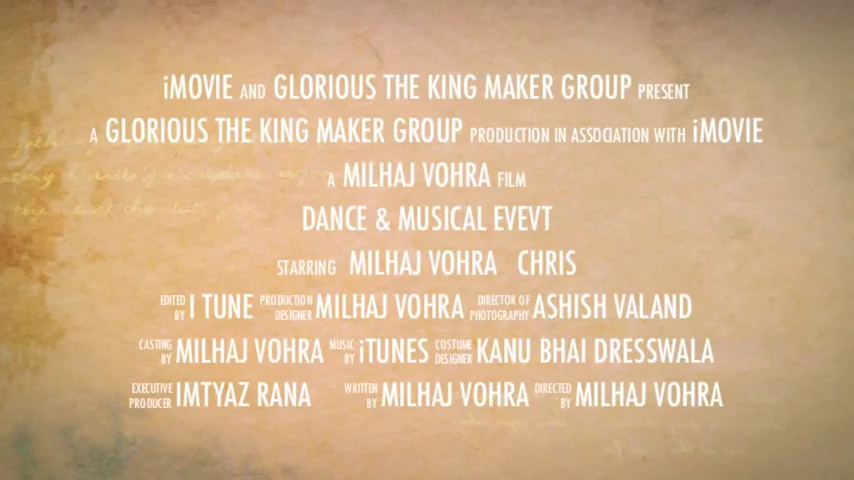 iMOVIE AND GLORIOUS THE KING MAKER GROUP PRESENT
A GLORIOUS THE KING MAKER GROUP PRODUCTION IN ASSOCIATION WITH iMOVIE
A MILHAJ VOHRA FILM
DANCE & MUSICAL EVEVT
STARRING MILHAJ VOHRA CHRIS
EDITED BY I TUNE PRODUCTION DESIGNER MILHAJ VOHRA DIRECTOR OF PHOTOGRAPHY ASHISH VALAND
CASTING BY MILHAJ VOHRA MUSIC BY iTUNES COSTUME DESIGNER KANU BHAI DRESSWALA
EXECUTIVE PRODUCER IMTYAZ RANA WRITTEN BY MILHAJ VOHRA DIRECTED BY MILHAJ VOHRA